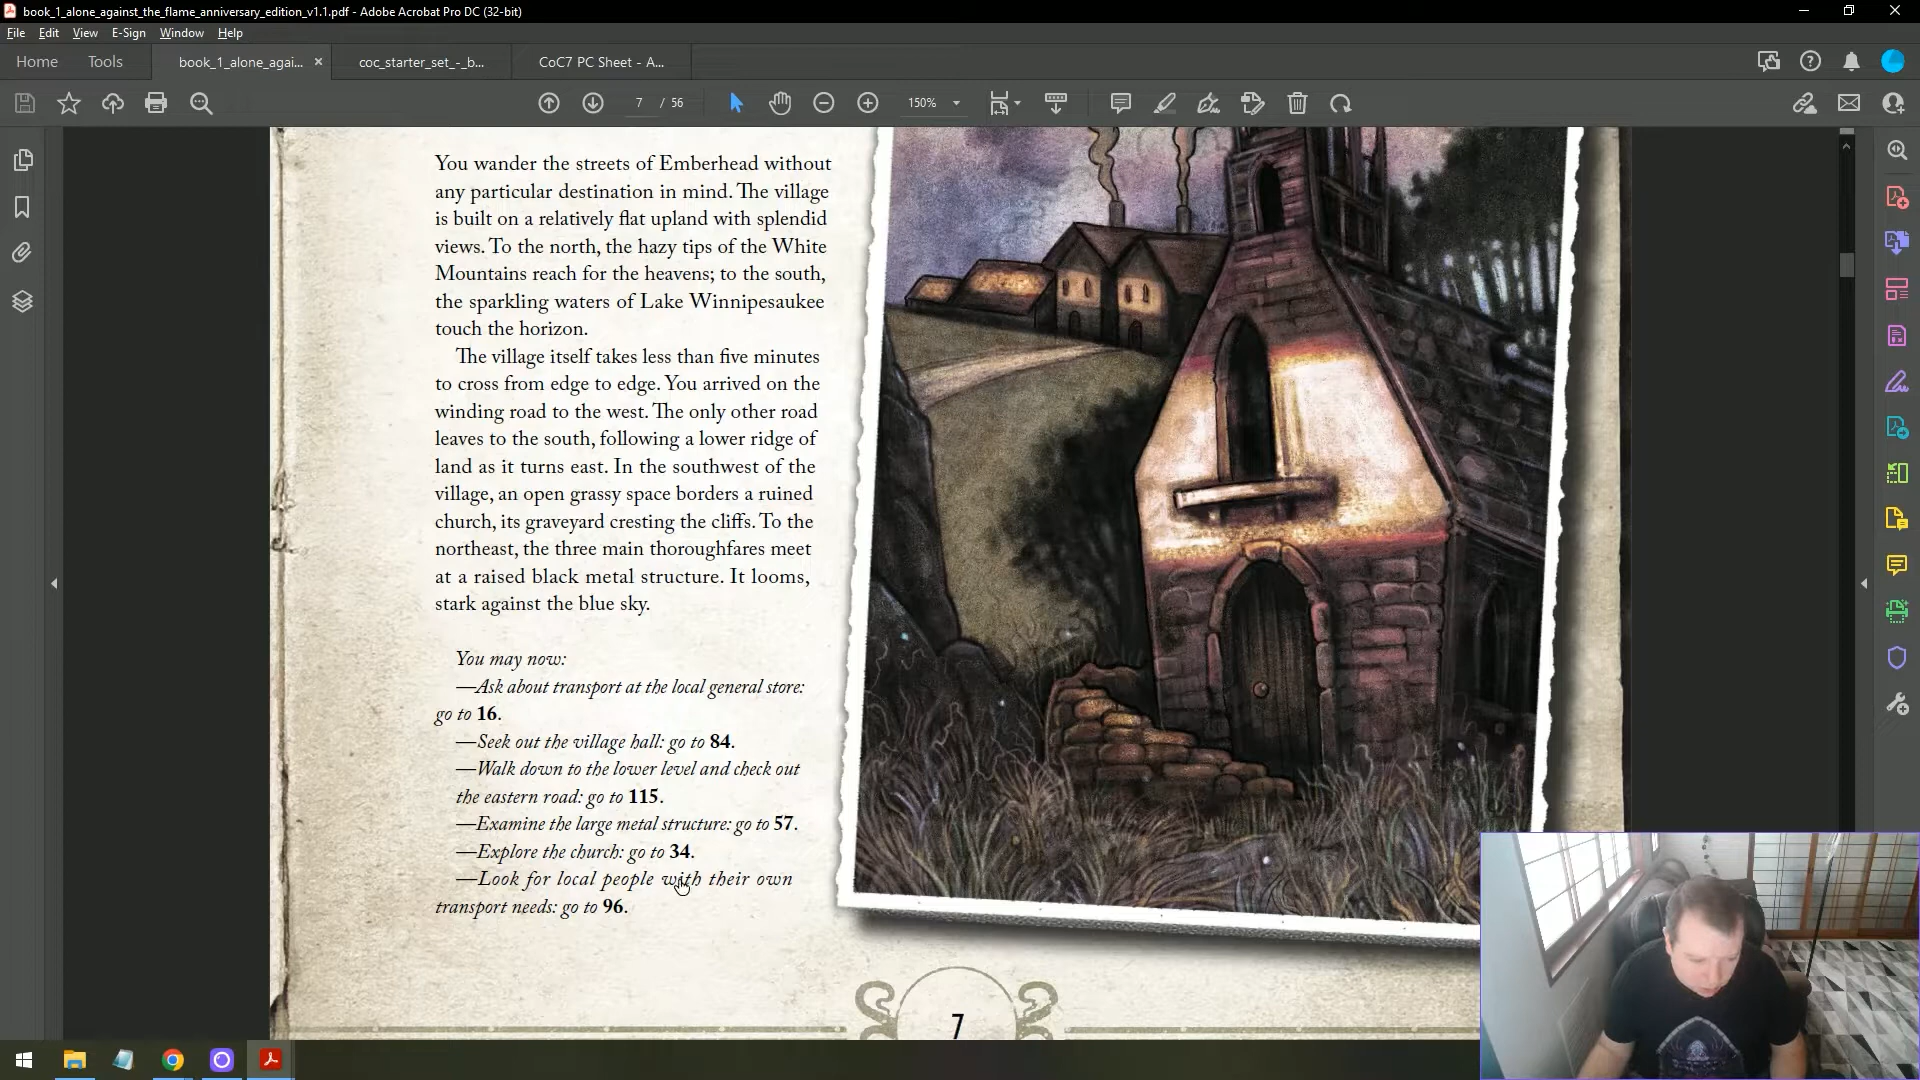 book_1_alone_against_the_flame_anniversary_edition_v1.1.pdf - Adobe Acrobat Pro DC (32-bit)
File Edit View E-Sign Window Help
Home Tools book_1_alone_agai... coc_starter_set_-_b... CoC7 PC Sheet - A...
7 / 56 150%
You wander the streets of Emberhead without
any particular destination in mind. The village
is built on a relatively flat upland with splendid
views. To the north, the hazy tips of the White
Mountains reach for the heavens; to the south,
the sparkling waters of Lake Winnipesaukee
touch the horizon.
The village itself takes less than five minutes
to cross from edge to edge. You arrived on the
winding road to the west. The only other road
leaves to the south, following a lower ridge of
land as it turns east. In the southwest of the
village, an open grassy space borders a ruined
church, its graveyard cresting the cliffs. To the
northeast, the three main thoroughfares meet
at a raised black metal structure. It looms,
stark against the blue sky.
You may now:
—Ask about transport at the local general store:
go to 16.
—Seek out the village hall: go to 84.
—Walk down to the lower level and check out
the eastern road: go to 115.
—Examine the large metal structure: go to 57.
—Explore the church: go to 34.
—Look for local people with their own
transport needs: go to 96.
7